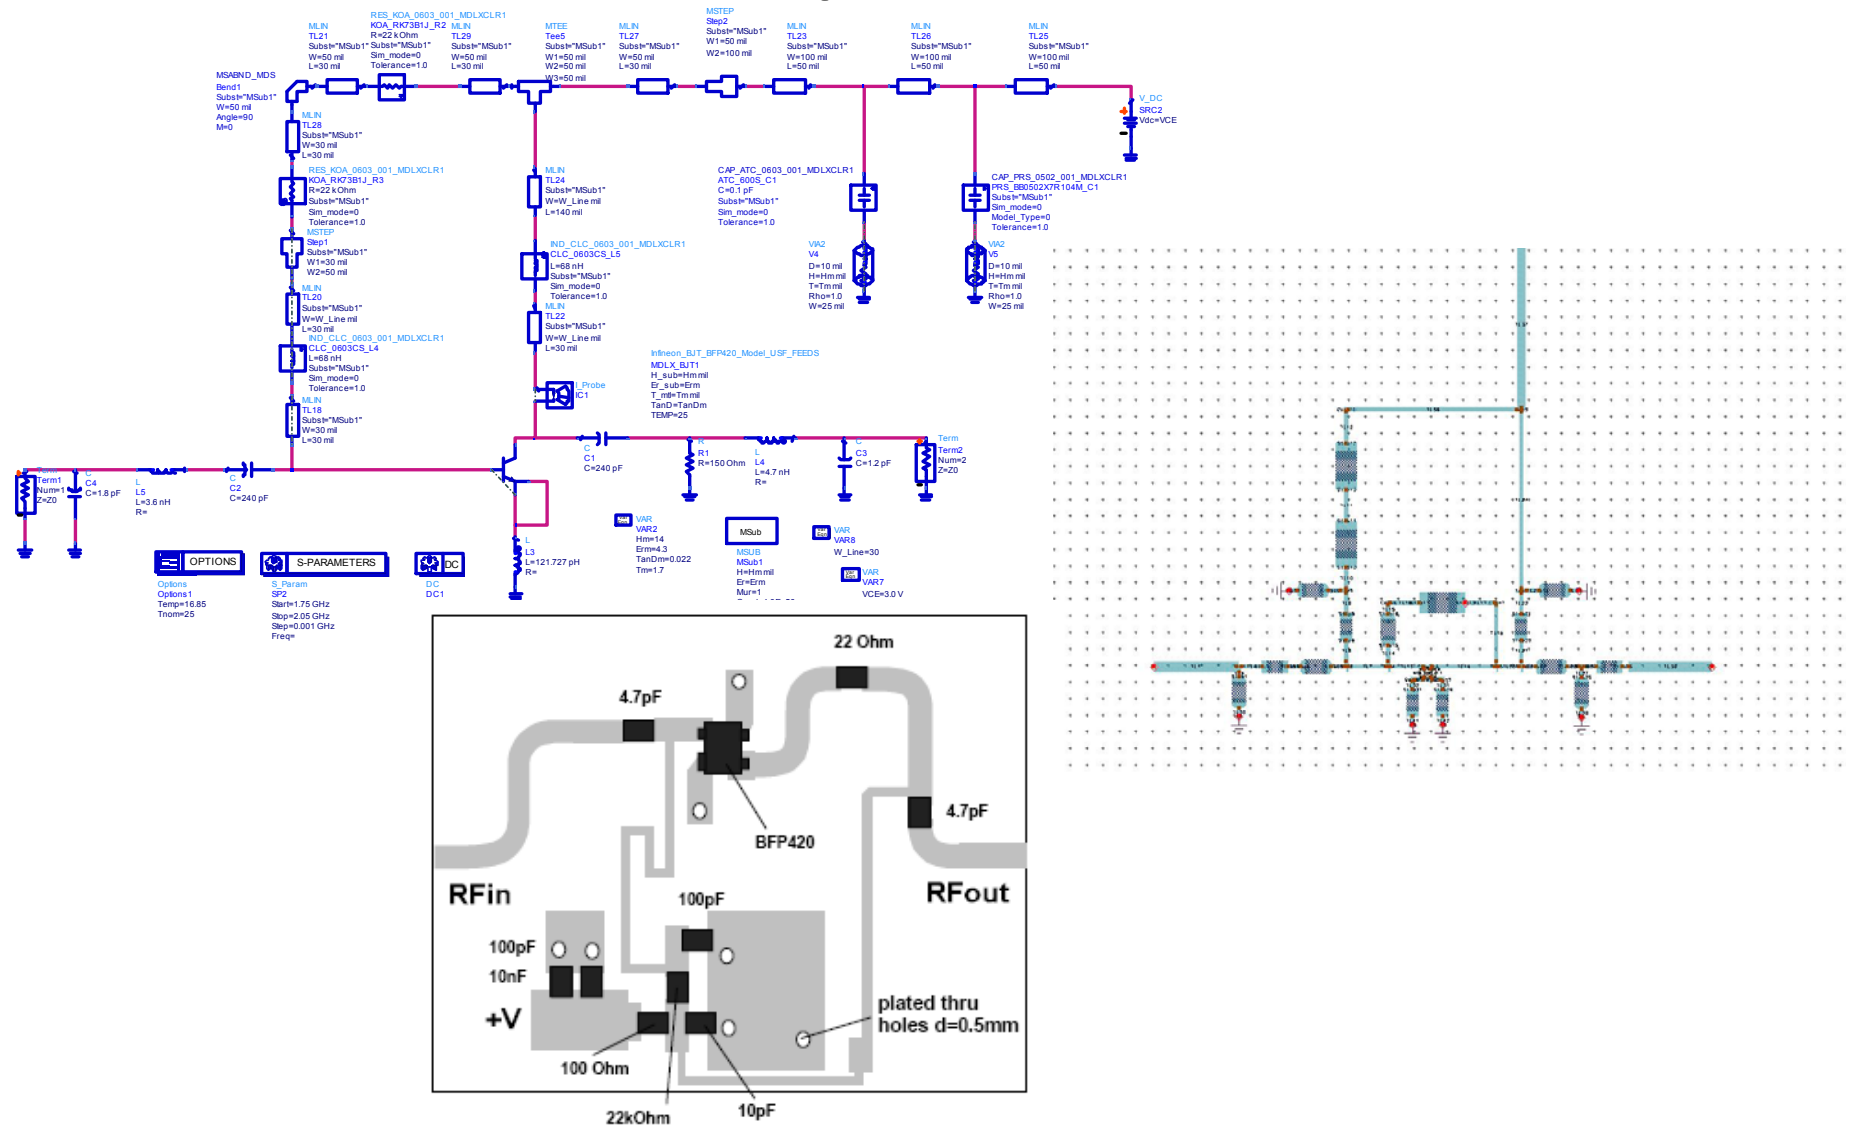 MLIN
TL21
Subst="MSub1"
W=50 mil
L=30 mil
RES_KOA_0603_001_MDLXCLR1
KOA_RK73B1J_R2
R=22 kOhm
Subst="MSub1"
Sim_mode=0
Tolerance=1.0
MLIN
TL29
Subst="MSub1"
W=50 mil
L=30 mil
MTEE
Tee5
Subst="MSub1"
W1=50 mil
W2=50 mil
W3=50 mil
MLIN
TL27
Subst="MSub1"
W=50 mil
L=30 mil
MSTEP
Step2
Subst="MSub1"
W1=50 mil
W2=100 mil
MLIN
TL23
Subst="MSub1"
W=100 mil
L=50 mil
MLIN
TL26
Subst="MSub1"
W=100 mil
L=50 mil
MLIN
TL25
Subst="MSub1"
W=100 mil
L=50 mil
MSABND_MDS
Bend1
Subst="MSub1"
W=50 mil
Angle=90
M=0
V_DC
SRC2
Vdc=VCE
MLIN
TL28
Subst="MSub1"
W=30 mil
L=30 mil
RES_KOA_0603_001_MDLXCLR1
KOA_RK73B1J_R3
R=22 kOhm
Subst="MSub1"
Sim_mode=0
Tolerance=1.0
MSTEP
Step1
Subst="MSub1"
W1=30 mil
W2=50 mil
MLIN
TL20
Subst="MSub1"
W=W_Line mil
L=30 mil
IND_CLC_0603_001_MDLXCLR1
CLC_0603CS_L4
L=68 nH
Subst="MSub1"
Sim_mode=0
Tolerance=1.0
MLIN
TL18
Subst="MSub1"
W=30 mil
L=30 mil
MLIN
TL24
Subst="MSub1"
W=W_Line mil
L=140 mil
IND_CLC_0603_001_MDLXCLR1
CLC_0603CS_L5
L=68 nH
Subst="MSub1"
Sim_mode=0
Tolerance=1.0
MLIN
TL22
Subst="MSub1"
W=W_Line mil
L=30 mil
I_Probe
IC1
CAP_ATC_0603_001_MDLXCLR1
ATC_600S_C1
C=0.1 pF
Subst="MSub1"
Sim_mode=0
Tolerance=1.0
CAP_PRS_0502_001_MDLXCLR1
PRS_BB0502X7R104M_C1
Subst="MSub1"
Sim_mode=0
Model_Type=0
Tolerance=1.0
VIA2
V4
D=10 mil
H=Hm mil
T=Tm mil
Rho=1.0
W=25 mil
VIA2
V5
D=10 mil
H=Hm mil
T=Tm mil
Rho=1.0
W=25 mil
Infineon_BJT_BFP420_Model_USF_FEEDS
MDLX_BJT1
H_sub=Hm mil
Er_sub=Erm
T_mtl=Tm mil
TanD=TanDm
TEMP=25
Term
Term1
Num=1
Z=Z0
C
C4
C=1.8 pF
L
L5
L=3.6 nH
R=
C
C2
C=240 pF
C
C1
C=240 pF
R
R1
R=150 Ohm
L
L4
L=4.7 nH
R=
C
C3
C=1.2 pF
Term
Term2
Num=2
Z=Z0
L
L3
L=121.727 pH
R=
OPTIONS
Options
Options1
Temp=16.85
Tnom=25
S-PARAMETERS
S_Param
SP2
Start=1.75 GHz
Stop=2.05 GHz
Step=0.001 GHz
Freq=
DC
DC
DC1
VAR
VAR2
Hm=14
Erm=4.3
TanDm=0.022
Tm=1.7
MSub
MSUB
MSub1
H=Hm mil
Er=Erm
Mur=1
VAR
VAR8
W_Line=30
VAR
VAR7
VCE=3.0 V
22 Ohm
4.7pF
BFP420
4.7pF
RFin
RFout
100pF
100pF
10nF
+V
plated thru
holes d=0.5mm
100 Ohm
22kOhm
10pF